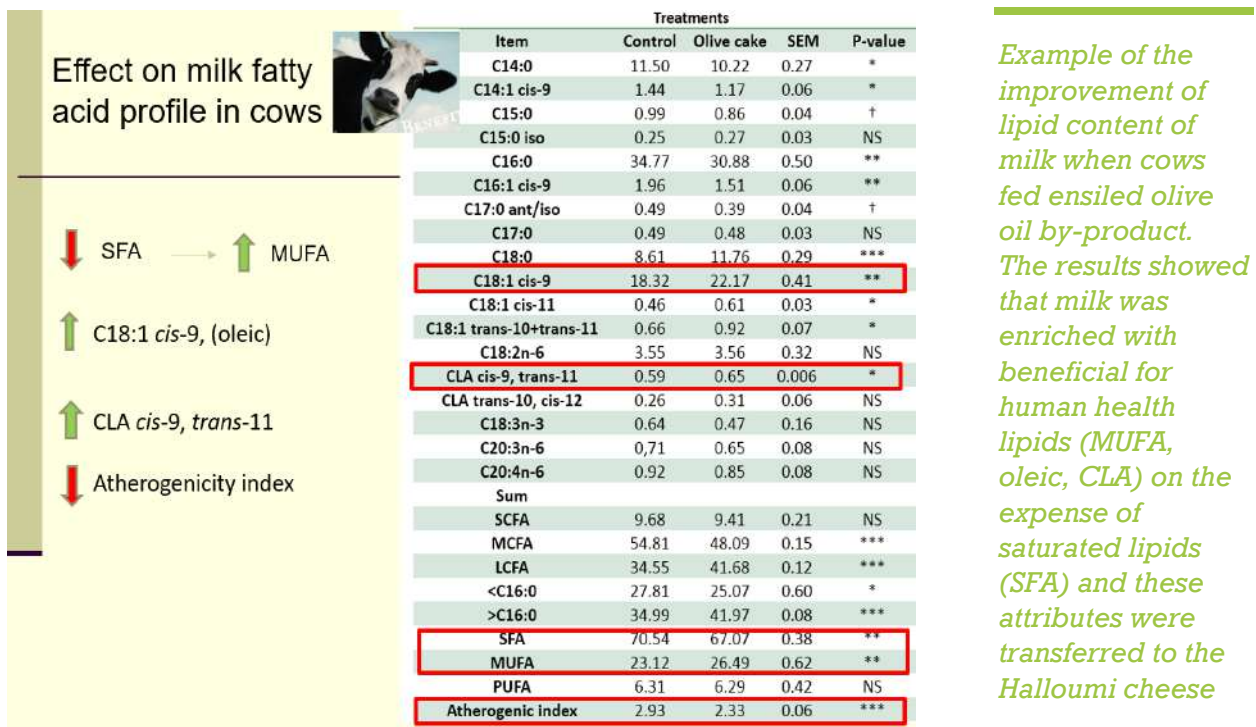 Effect on milk fatty
acid profile in cows
BENEFIT
SFA → MUFA
C18:1 cis-9, (oleic)
CLA cis-9, trans-11
Atherogenicity index
Treatments
Item Control Olive cake SEM P-value
C14:0 11.50 10.22 0.27 *
C14:1 cis-9 1.44 1.17 0.06 *
C15:0 0.99 0.86 0.04 †
C15:0 iso 0.25 0.27 0.03 NS
C16:0 34.77 30.88 0.50 **
C16:1 cis-9 1.96 1.51 0.06 **
C17:0 ant/iso 0.49 0.39 0.04 †
C17:0 0.49 0.48 0.03 NS
C18:0 8.61 11.76 0.29 ***
C18:1 cis-9 18.32 22.17 0.41 **
C18:1 cis-11 0.46 0.61 0.03 *
C18:1 trans-10+trans-11 0.66 0.92 0.07 *
C18:2n-6 3.55 3.56 0.32 NS
CLA cis-9, trans-11 0.59 0.65 0.006 *
CLA trans-10, cis-12 0.26 0.31 0.06 NS
C18:3n-3 0.64 0.47 0.16 NS
C20:3n-6 0,71 0.65 0.08 NS
C20:4n-6 0.92 0.85 0.08 NS
Sum
SCFA 9.68 9.41 0.21 NS
MCFA 54.81 48.09 0.15 ***
LCFA 34.55 41.68 0.12 ***
<C16:0 27.81 25.07 0.60 *
>C16:0 34.99 41.97 0.08 ***
SFA 70.54 67.07 0.38 **
MUFA 23.12 26.49 0.62 **
PUFA 6.31 6.29 0.42 NS
Atherogenic index 2.93 2.33 0.06 ***
Example of the
improvement of
lipid content of
milk when cows
fed ensiled olive
oil by-product.
The results showed
that milk was
enriched with
beneficial for
human health
lipids (MUFA,
oleic, CLA) on the
expense of
saturated lipids
(SFA) and these
attributes were
transferred to the
Halloumi cheese